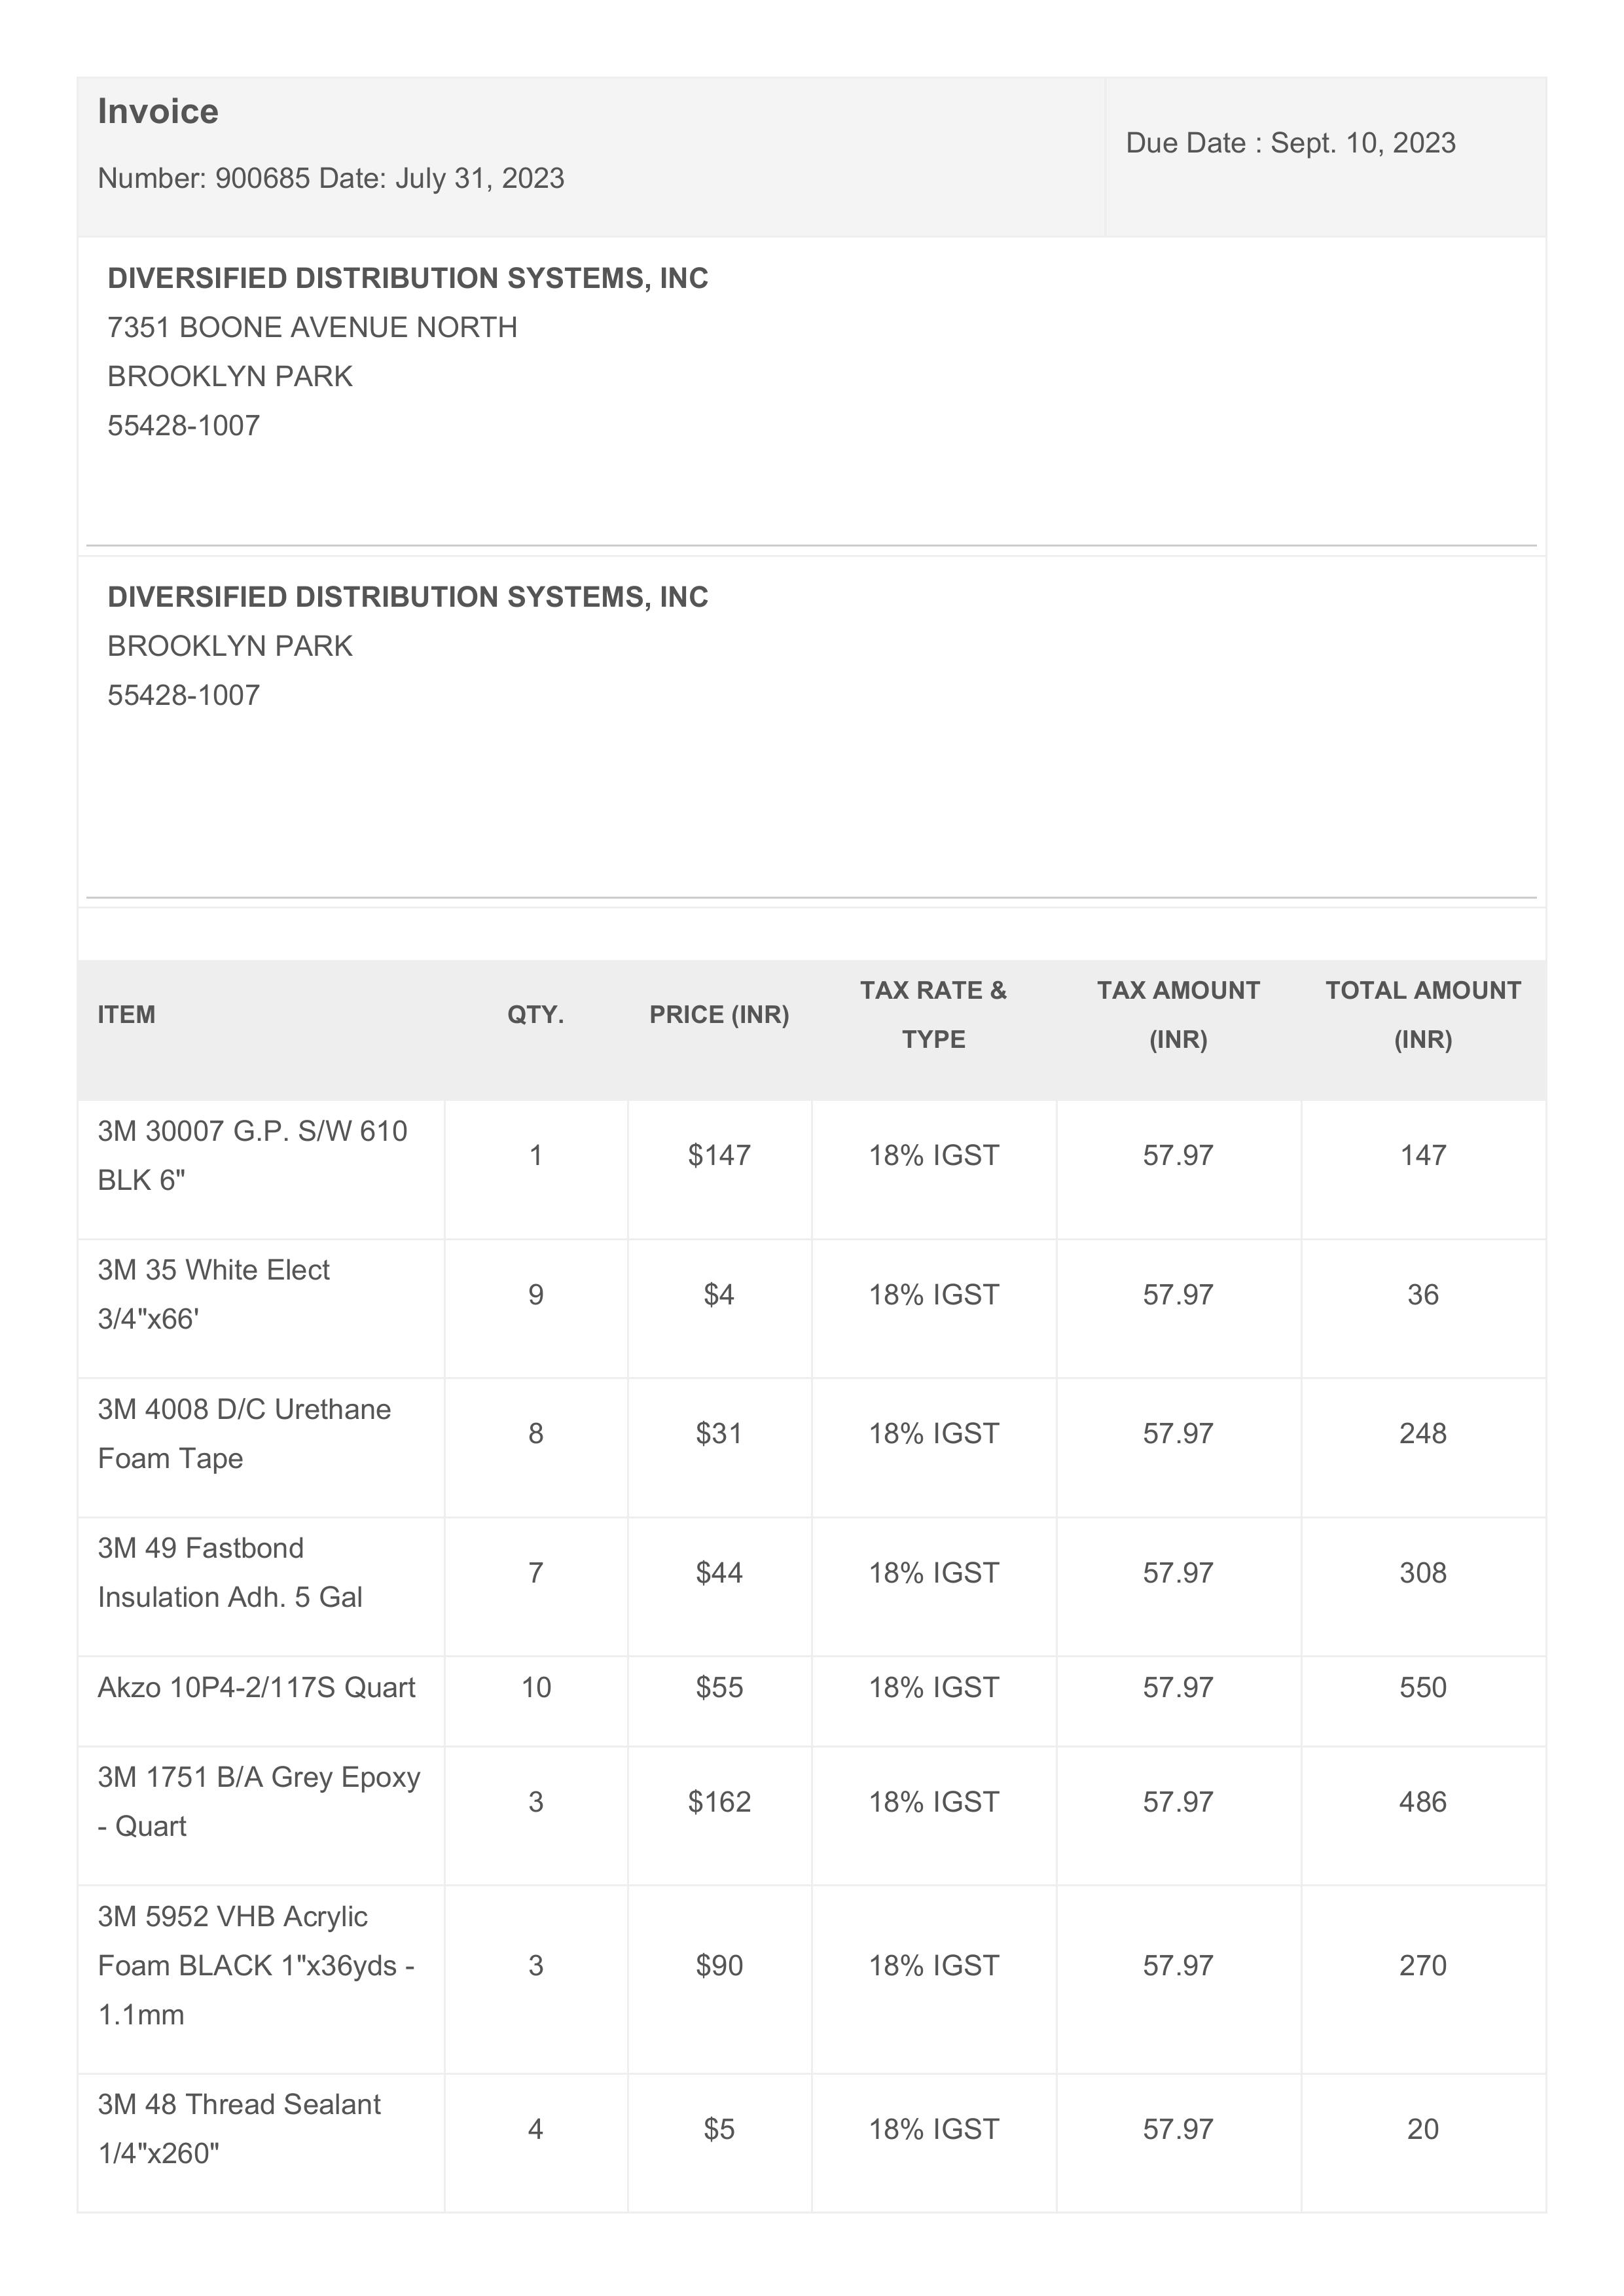 Invoice
Number: 900685 Date: July 31, 2023
Due Date : Sept. 10, 2023
DIVERSIFIED DISTRIBUTION SYSTEMS, INC
7351 BOONE AVENUE NORTH
BROOKLYN PARK
55428-1007
DIVERSIFIED DISTRIBUTION SYSTEMS, INC
BROOKLYN PARK
55428-1007
ITEM QTY. PRICE (INR) TAX RATE & TYPE TAX AMOUNT (INR) TOTAL AMOUNT (INR)
3M 30007 G.P. S/W 610 BLK 6" 1 $147 18% IGST 57.97 147
3M 35 White Elect 3/4"x66' 9 $4 18% IGST 57.97 36
3M 4008 D/C Urethane Foam Tape 8 $31 18% IGST 57.97 248
3M 49 Fastbond Insulation Adh. 5 Gal 7 $44 18% IGST 57.97 308
Akzo 10P4-2/117S Quart 10 $55 18% IGST 57.97 550
3M 1751 B/A Grey Epoxy - Quart 3 $162 18% IGST 57.97 486
3M 5952 VHB Acrylic Foam BLACK 1"x36yds - 1.1mm 3 $90 18% IGST 57.97 270
3M 48 Thread Sealant 1/4"x260" 4 $5 18% IGST 57.97 20